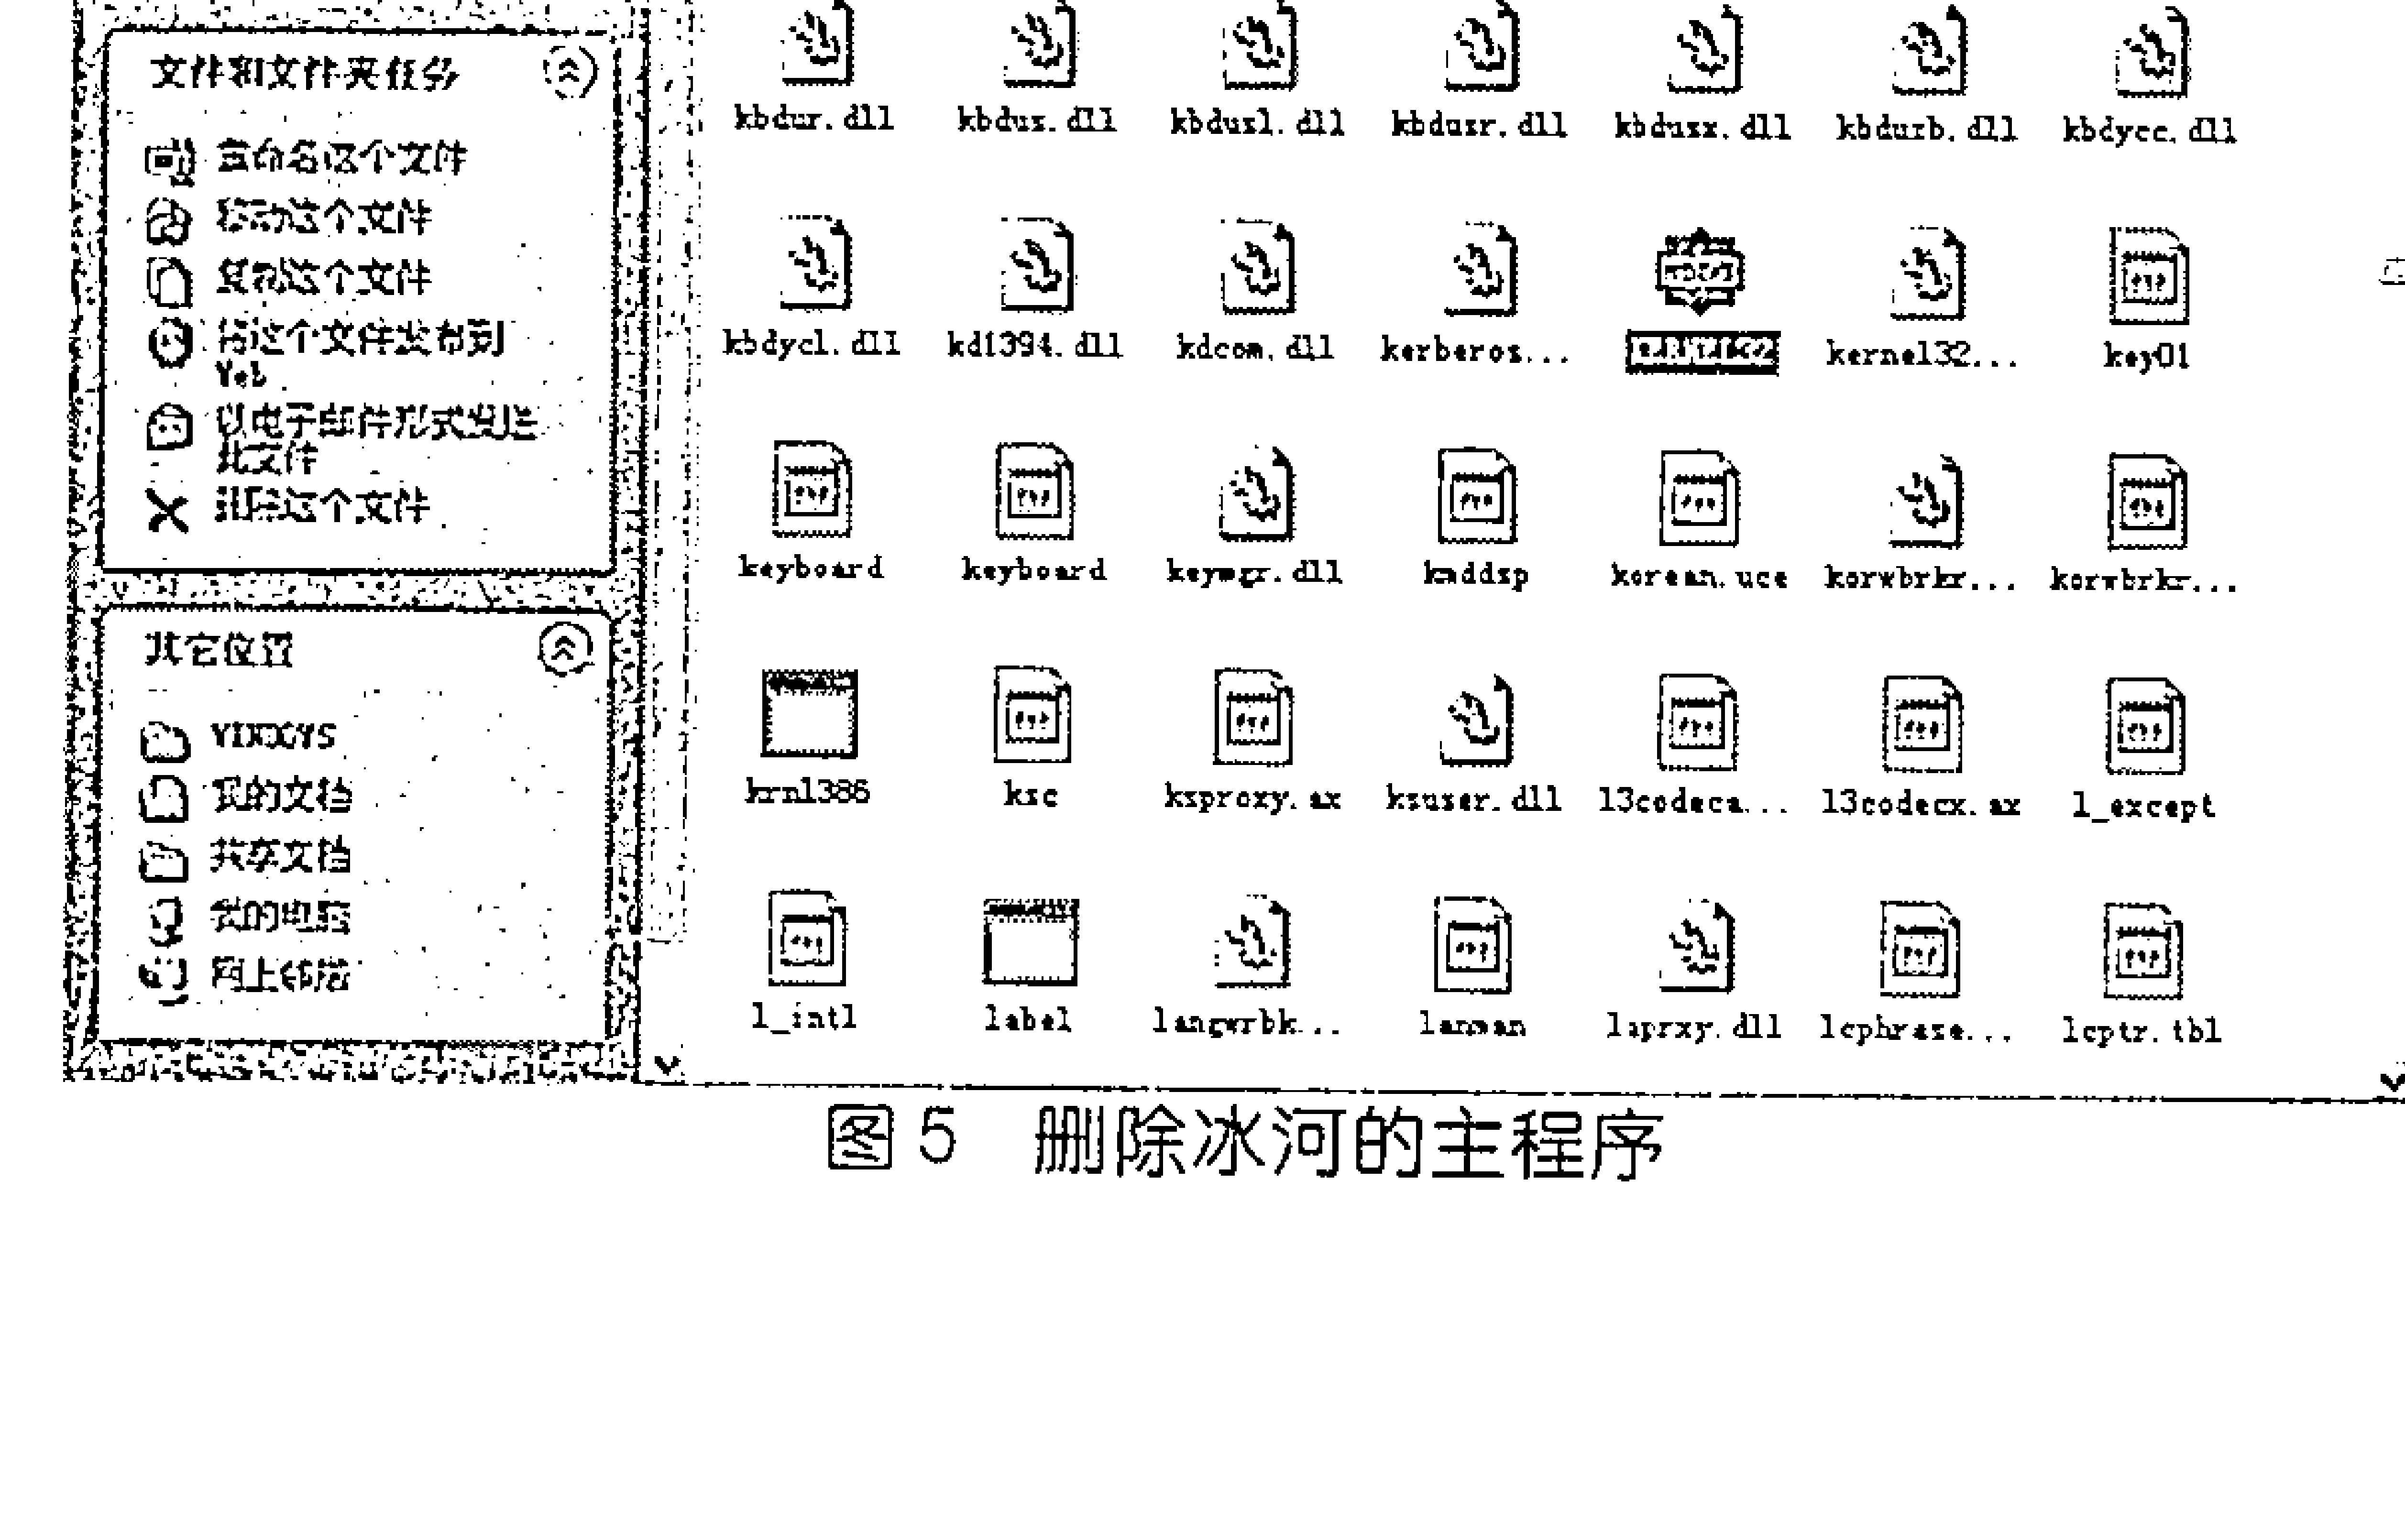 文件和文件夹任务
重命名这个文件
移动这个文件
复制这个文件
将这个文件发布到
Web
以电子邮件形式发送
此文件
删除这个文件
其它位置
WINDOWS
我的文档
共享文档
我的电脑
网上邻居
kbdur.dll kbdus.dll kbdusl.dll kbdusr.dll kbdusx.dll kbduzb.dll kbdycc.dll
kbdycl.dll kd1394.dll kdcom.dll kerberos... KERNEL32 kernel32... key01
keyboard keyboard keymgr.dll kmddsp korean.uce korwbrkr... korwbrkr...
krnl386 ksc ksproxy.ax ksuser.dll l3codeca... l3codecx.ax l_except
l_intl label langwrbk... lanman laprxy.dll lcphrase... lcptr.tbl
图 5 删除冰河的主程序